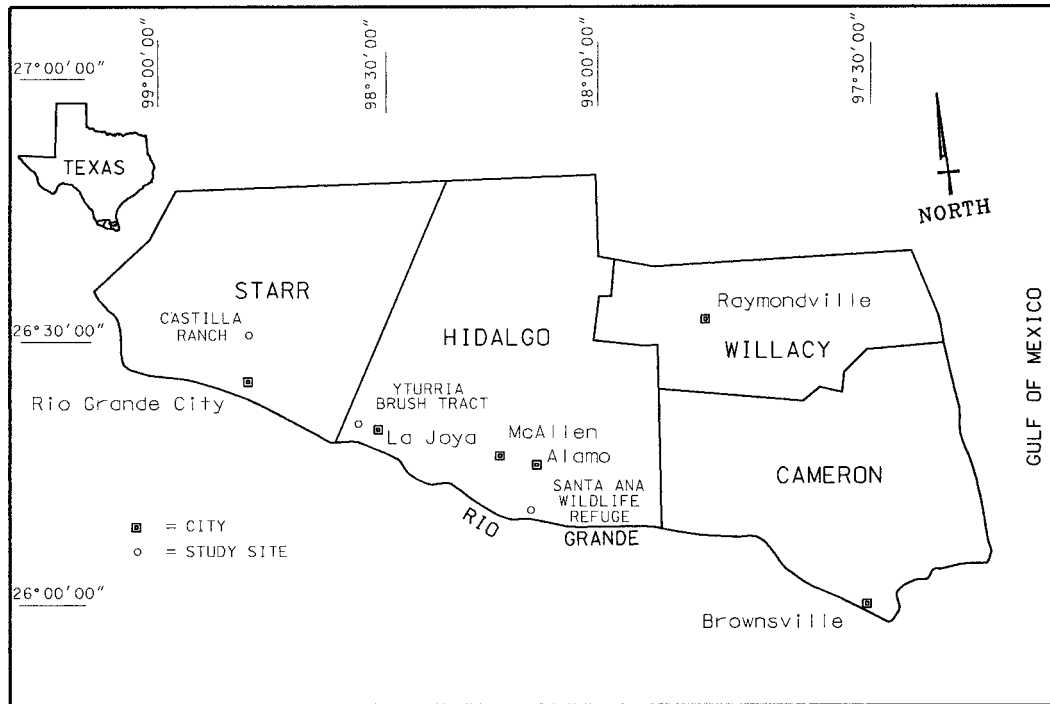 99°00'00"
98°30'00"
98°00'00"
97°30'00"
27°00'00"
TEXAS
NORTH
STARR
CASTILLA
RANCH
26°30'00"
HIDALGO
Raymondville
WILLACY
GULF OF MEXICO
Rio Grande City
YTURRIA
BRUSH TRACT
La Joya
McAllen
Alamo
CAMERON
SANTA ANA
WILDLIFE
REFUGE
RIO
GRANDE
= CITY
= STUDY SITE
26°00'00"
Brownsville